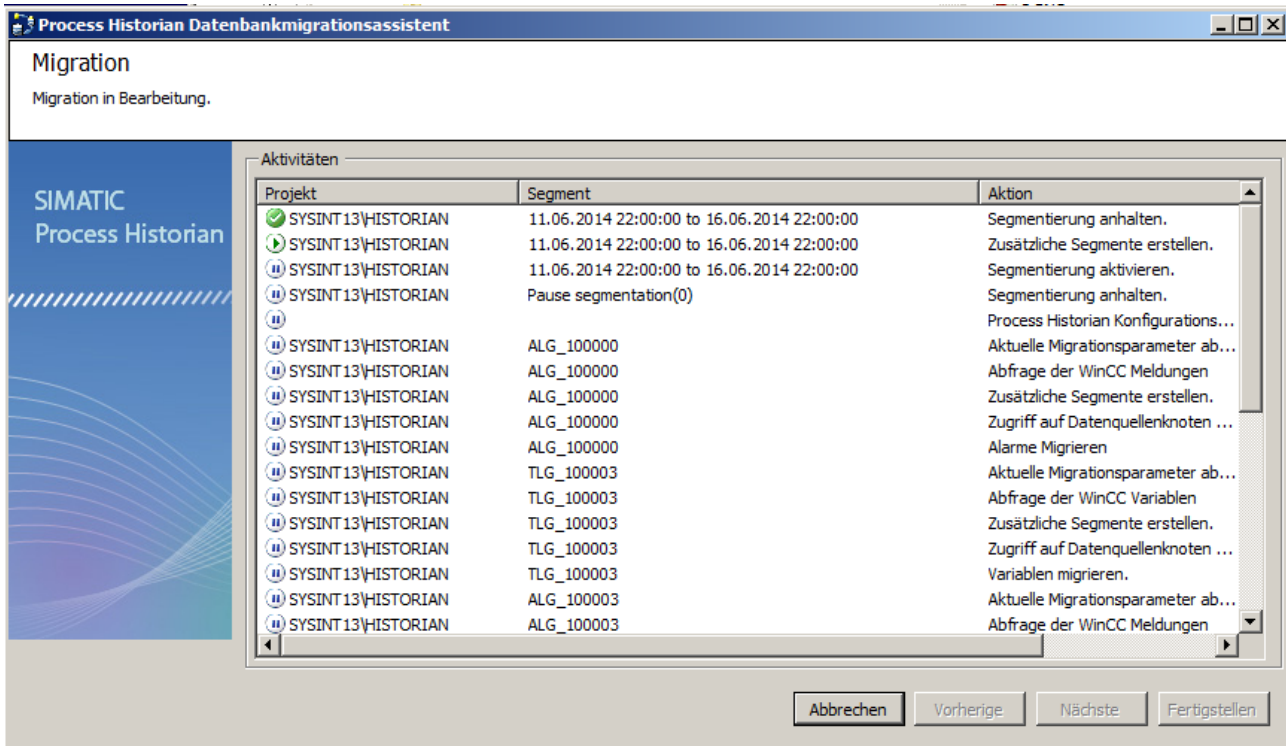 Process Historian Datenbankmigrationsassistent
Migration
Migration in Bearbeitung.
SIMATIC
Process Historian
Aktivitäten
Projekt Segment Aktion
SYSINT13\HISTORIAN 11.06.2014 22:00:00 to 16.06.2014 22:00:00 Segmentierung anhalten.
SYSINT13\HISTORIAN 11.06.2014 22:00:00 to 16.06.2014 22:00:00 Zusätzliche Segmente erstellen.
SYSINT13\HISTORIAN 11.06.2014 22:00:00 to 16.06.2014 22:00:00 Segmentierung aktivieren.
SYSINT13\HISTORIAN Pause segmentation(0) Segmentierung anhalten.
Process Historian Konfigurations...
SYSINT13\HISTORIAN ALG_100000 Aktuelle Migrationsparameter ab...
SYSINT13\HISTORIAN ALG_100000 Abfrage der WinCC Meldungen
SYSINT13\HISTORIAN ALG_100000 Zusätzliche Segmente erstellen.
SYSINT13\HISTORIAN ALG_100000 Zugriff auf Datenquellenknoten ...
SYSINT13\HISTORIAN ALG_100000 Alarme Migrieren
SYSINT13\HISTORIAN TLG_100003 Aktuelle Migrationsparameter ab...
SYSINT13\HISTORIAN TLG_100003 Abfrage der WinCC Variablen
SYSINT13\HISTORIAN TLG_100003 Zusätzliche Segmente erstellen.
SYSINT13\HISTORIAN TLG_100003 Zugriff auf Datenquellenknoten ...
SYSINT13\HISTORIAN TLG_100003 Variablen migrieren.
SYSINT13\HISTORIAN ALG_100003 Aktuelle Migrationsparameter ab...
SYSINT13\HISTORIAN ALG_100003 Abfrage der WinCC Meldungen
Abbrechen Vorherige Nächste Fertigstellen